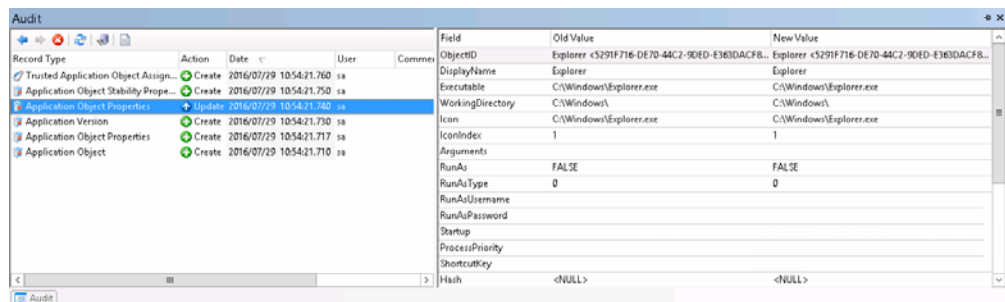 Audit
Record Type Action Date User Commer
Trusted Application Object Assign... Create 2016/07/29 10:54:21.760 sa
Application Object Stability Prope... Create 2016/07/29 10:54:21.750 sa
Application Object Properties Update 2016/07/29 10:54:21.740 sa
Application Version Create 2016/07/29 10:54:21.730 sa
Application Object Properties Create 2016/07/29 10:54:21.717 sa
Application Object Create 2016/07/29 10:54:21.710 sa
Field Old Value New Value
ObjectID Explorer <5291F716-DE70-44C2-9DED-E363DACF8... Explorer <5291F716-DE70-44C2-9DED-E363DACF8...
DisplayName Explorer Explorer
Executable C:\Windows\Explorer.exe C:\Windows\Explorer.exe
WorkingDirectory C:\Windows\ C:\Windows\
Icon C:\Windows\Explorer.exe C:\Windows\Explorer.exe
IconIndex 1 1
Arguments
RunAs FALSE FALSE
RunAsType 0 0
RunAsUsername
RunAsPassword
Startup
ProcessPriority
ShortcutKey
Hash <NULL> <NULL>
Audit